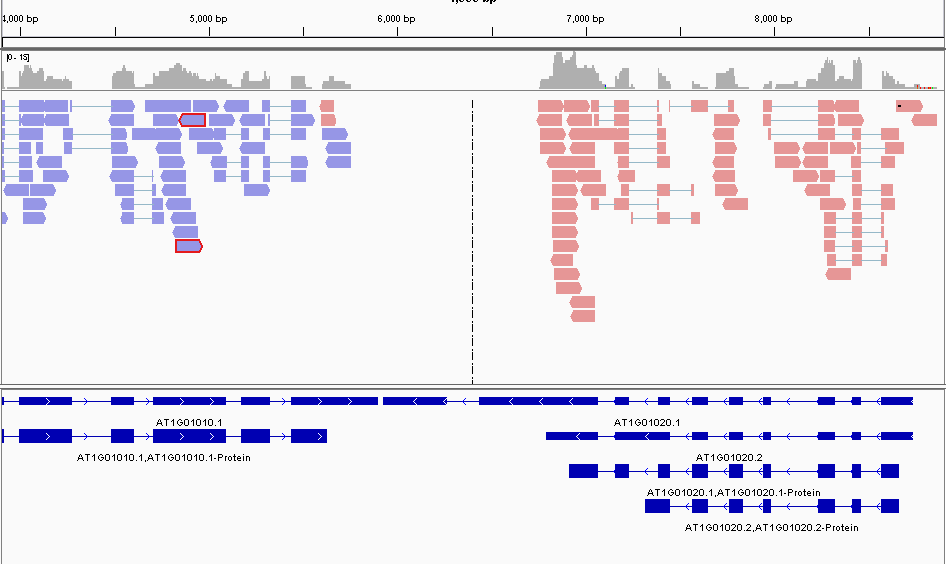 4,000 bp 5,000 bp 6,000 bp 7,000 bp 8,000 bp
[0 - 15]
AT1G01010.1 AT1G01020.1
AT1G01010.1,AT1G01010.1-Protein AT1G01020.2
AT1G01020.1,AT1G01020.1-Protein
AT1G01020.2,AT1G01020.2-Protein